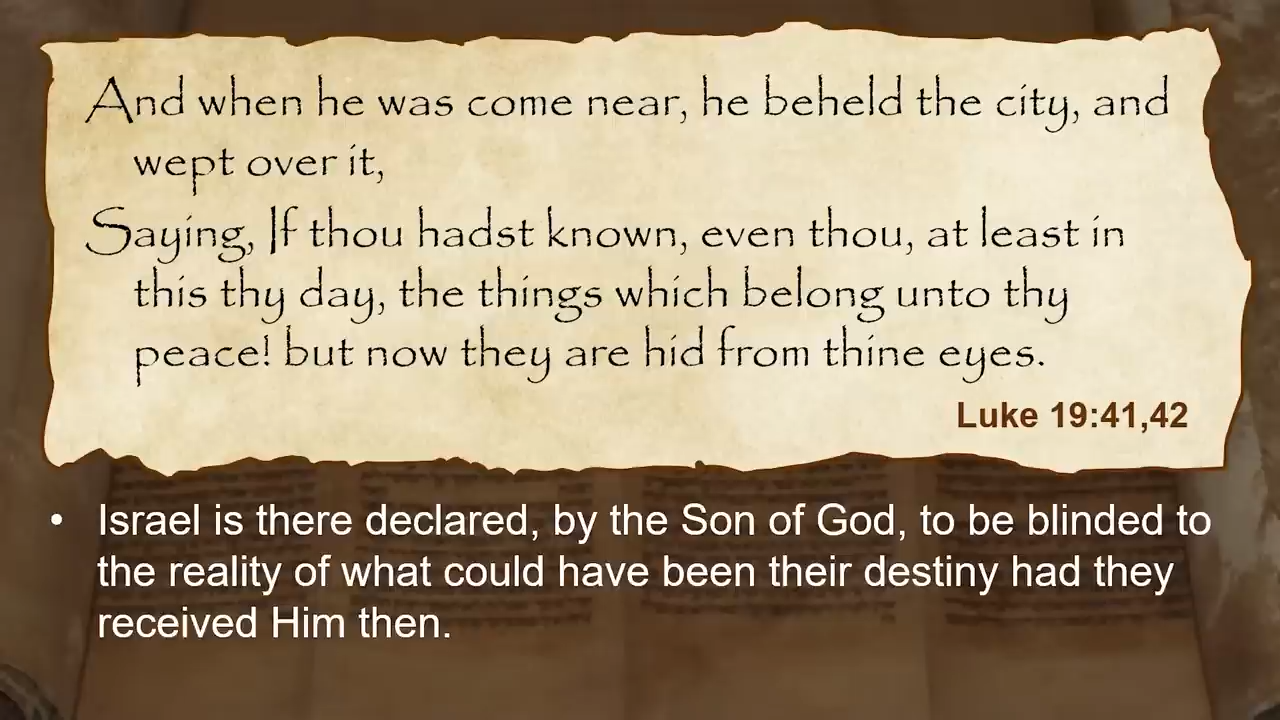 And when he was come near, he beheld the city, and
wept over it,
Saying, If thou hadst known, even thou, at least in
this thy day, the things which belong unto thy
peace! but now they are hid from thine eyes.
Luke 19:41,42
• Israel is there declared, by the Son of God, to be blinded to
the reality of what could have been their destiny had they
received Him then.